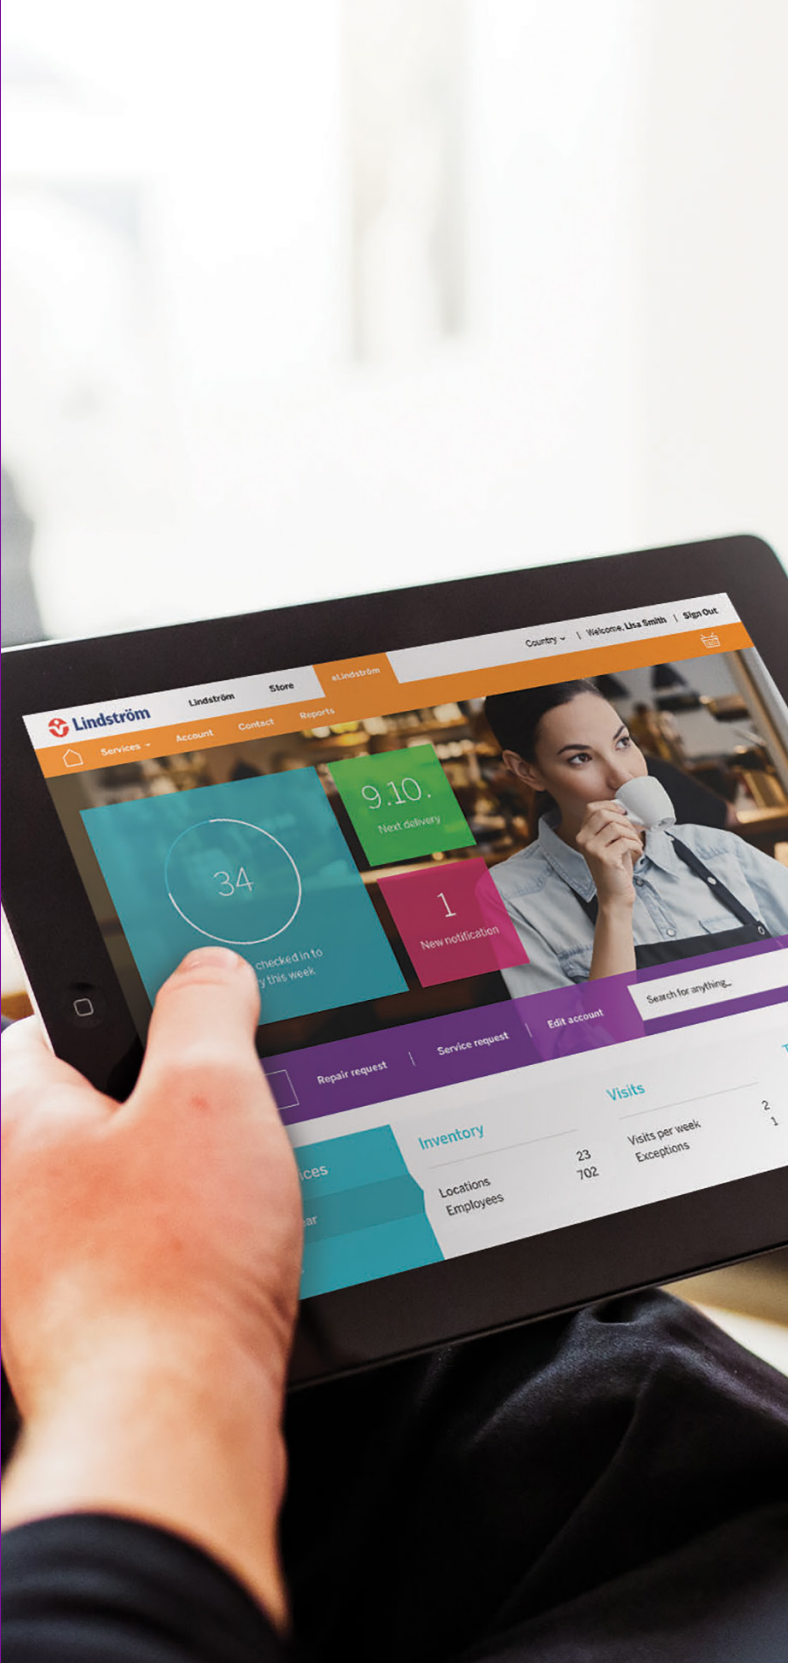 Country | Welcome, Lisa Smith | Sign Out
Lindström Lindström Store eLindström
Services Account Contact Reports
34
checked in to
this week
9.10.
Next delivery
1
New notification
Repair request | Service request | Edit account
Search for anything_
Inventory
Locations 23
Employees 702
Visits
Visits per week 2
Exceptions 1